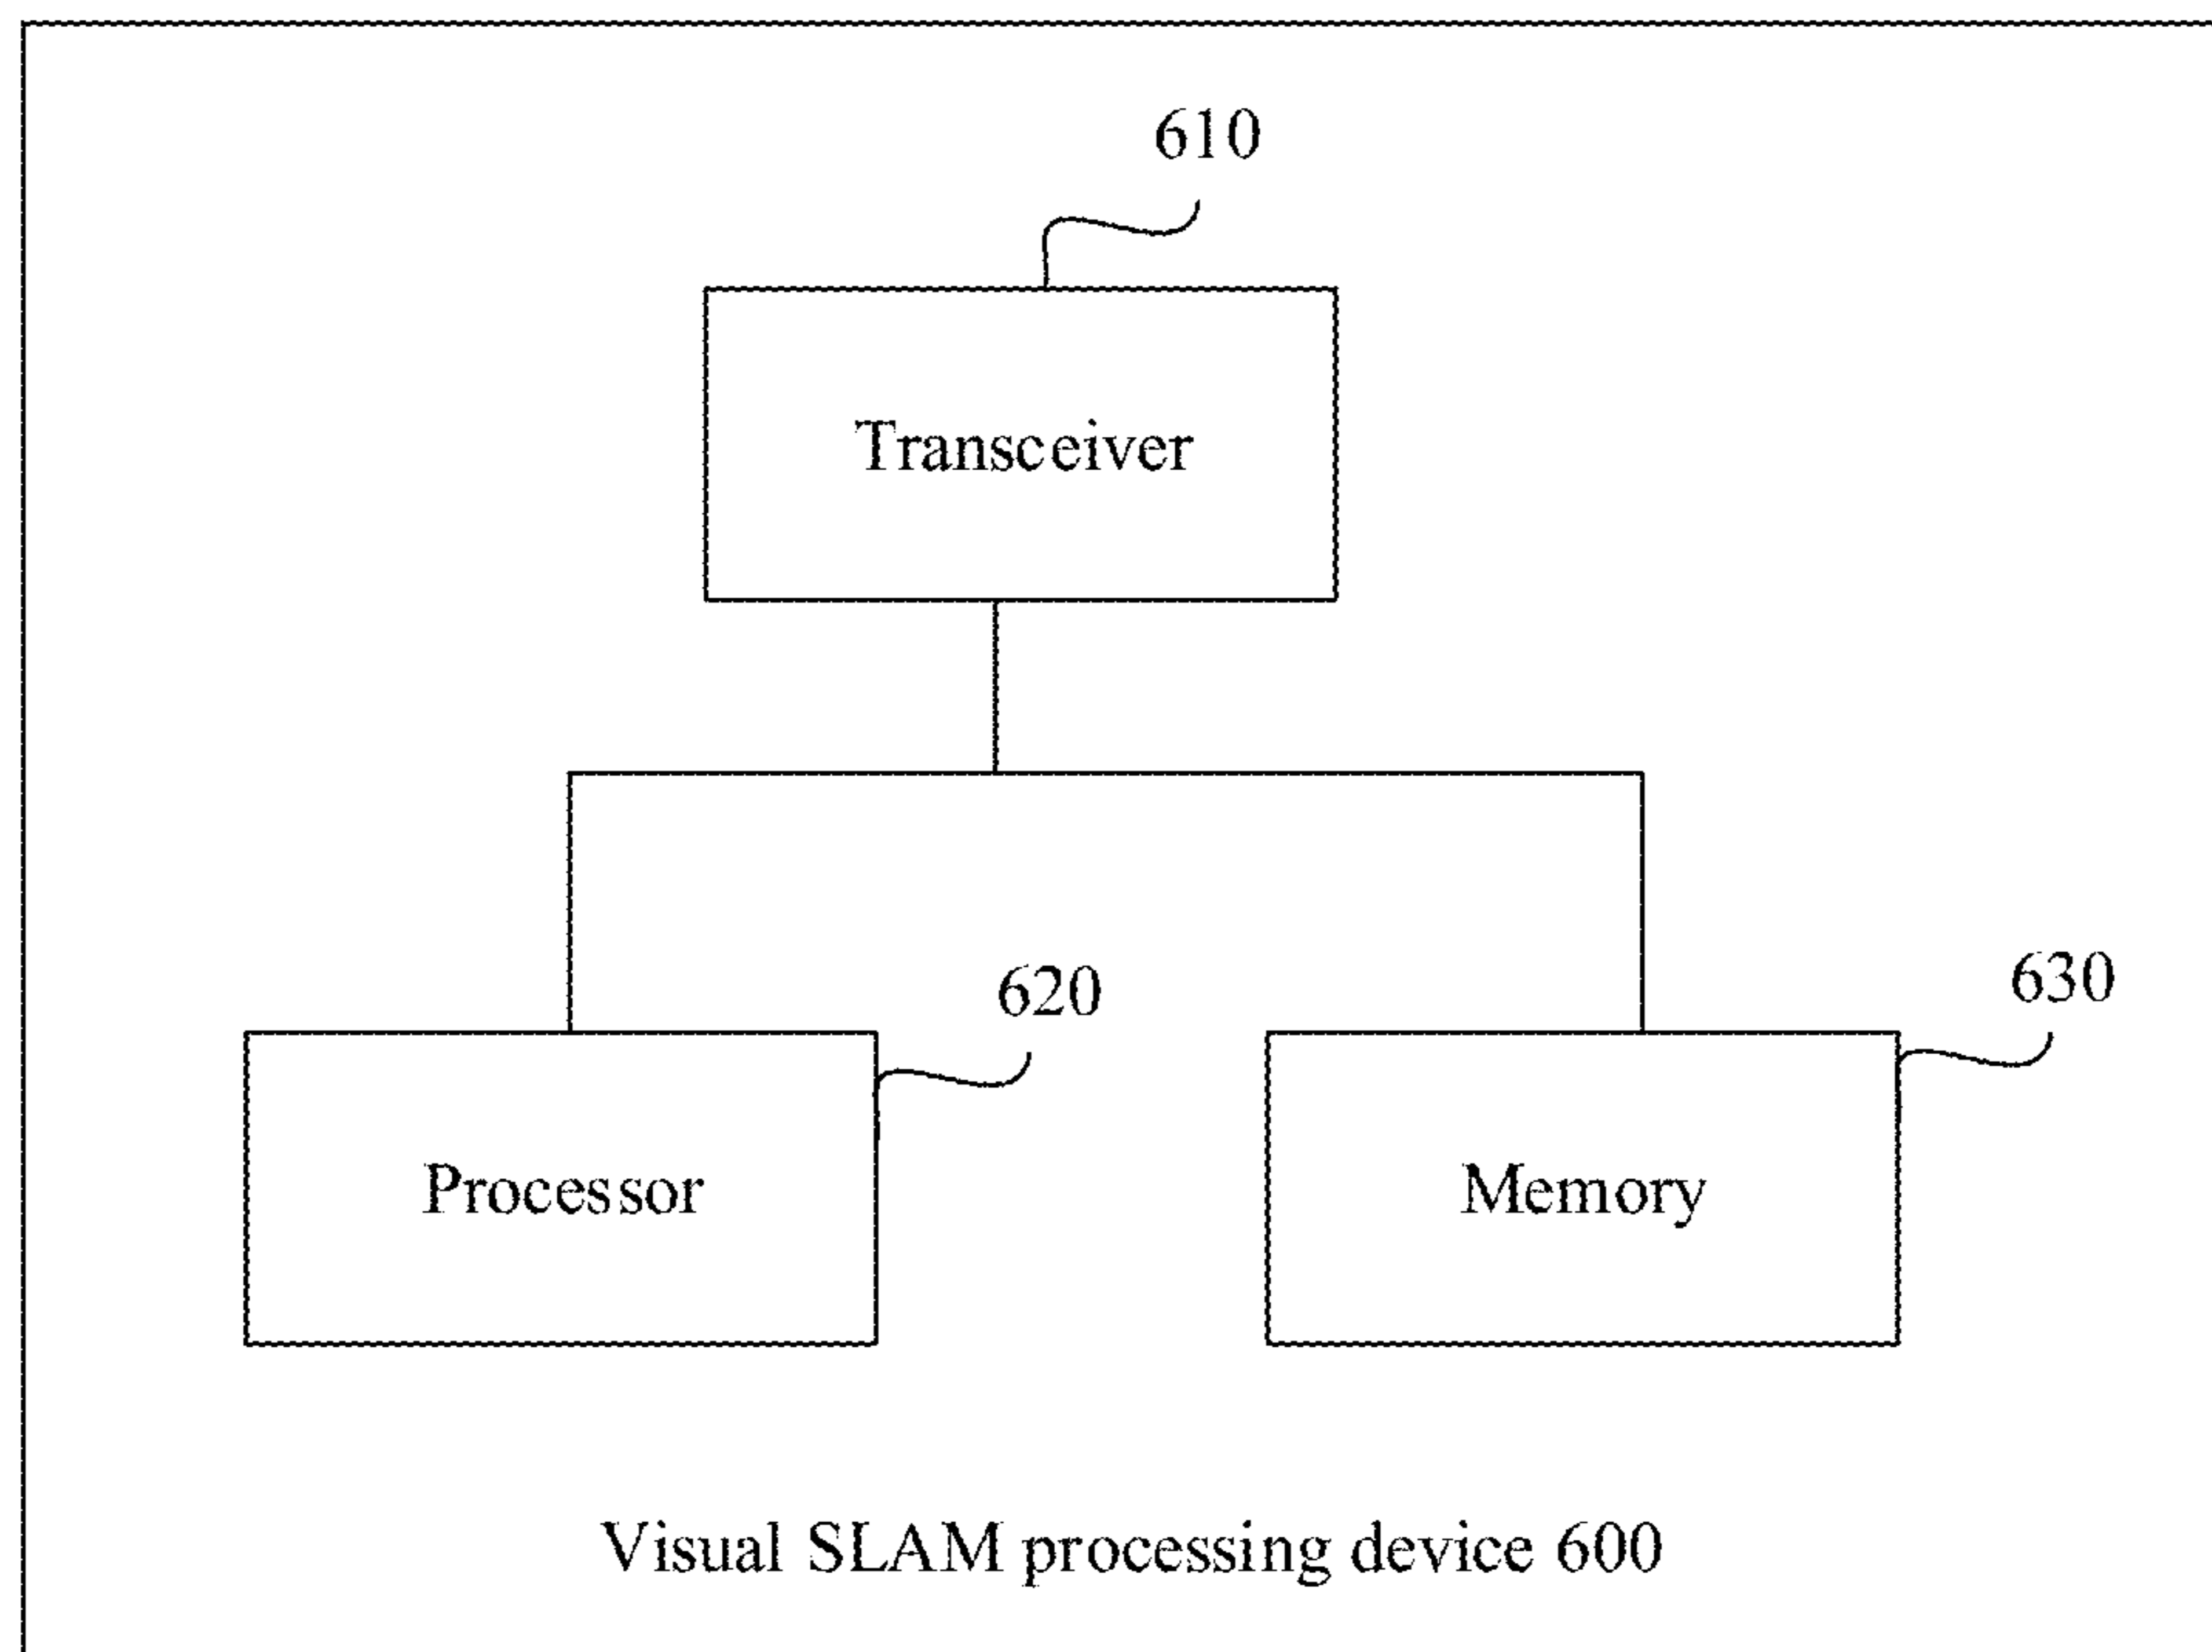 610
Transceiver
620
630
Processor
Memory
Visual SLAM processing device 600